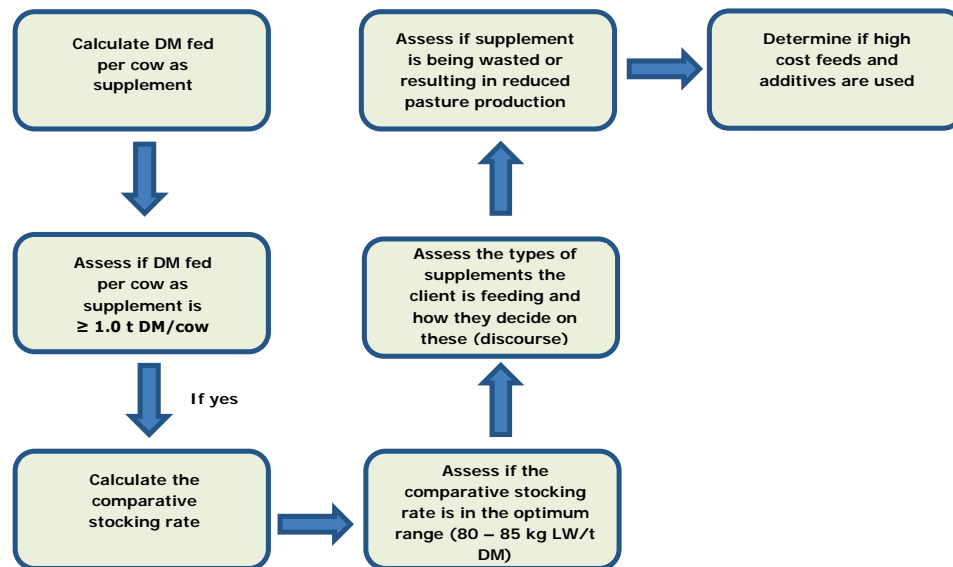 Calculate DM fed
per cow as
supplement
Assess if DM fed
per cow as
supplement is
≥ 1.0 t DM/cow
If yes
Calculate the
comparative
stocking rate
Assess if the
comparative stocking
rate is in the optimum
range (80 – 85 kg LW/t
DM)
Assess the types of
supplements the
client is feeding and
how they decide on
these (discourse)
Assess if supplement
is being wasted or
resulting in reduced
pasture production
Determine if high
cost feeds and
additives are used